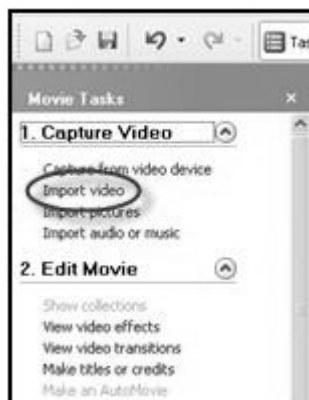 Tas
Movie Tasks
1. Capture Video
Capture from video device
Import video
Import pictures
Import audio or music
2. Edit Movie
Show collections
View video effects
View video transitions
Make titles or credits
Make an AutoMovie